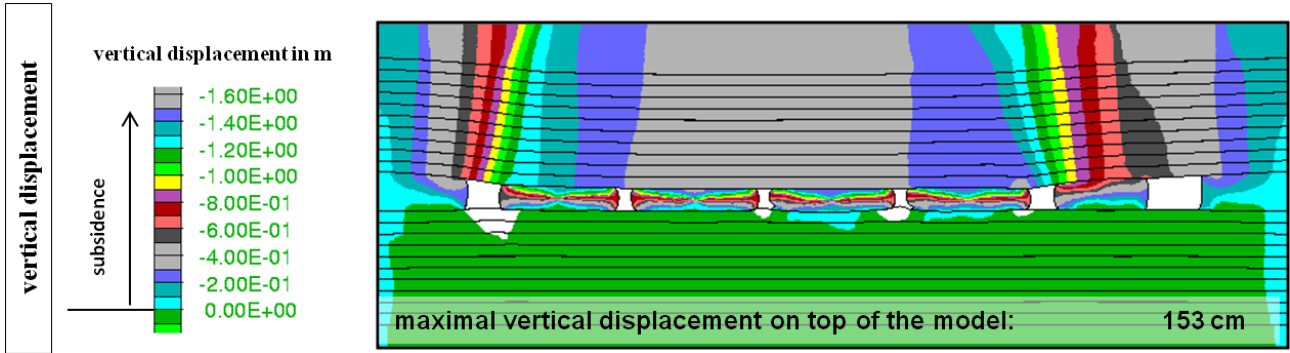 vertical displacement
vertical displacement in m
subsidence
-1.60E+00
-1.40E+00
-1.20E+00
-1.00E+00
-8.00E-01
-6.00E-01
-4.00E-01
-2.00E-01
0.00E+00
maximal vertical displacement on top of the model: 153 cm